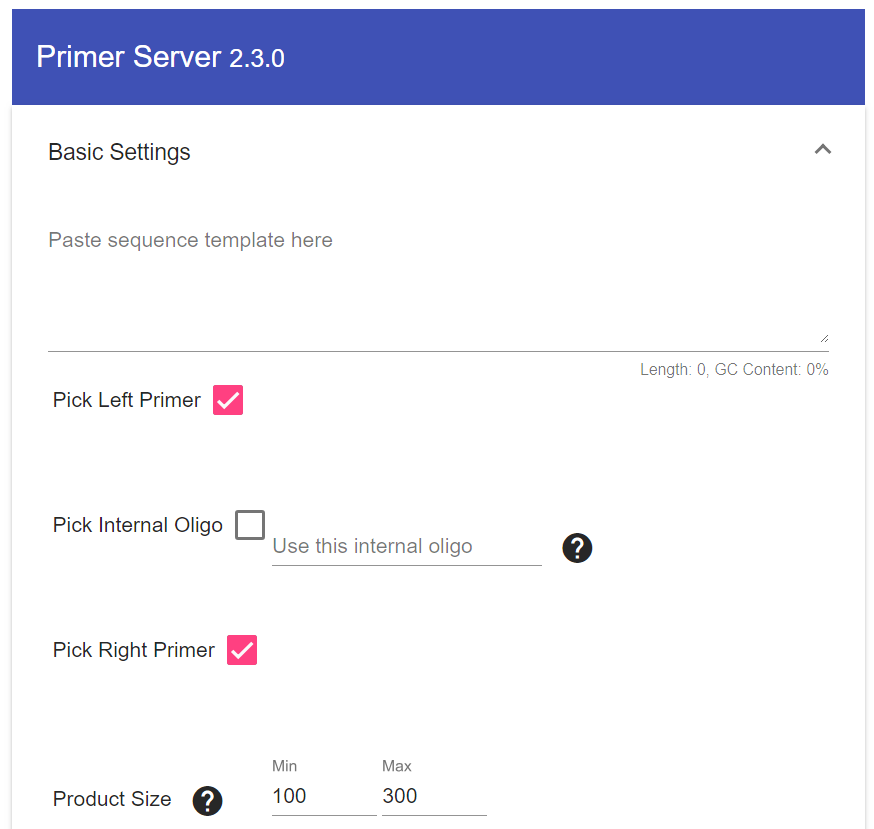 Primer Server 2.3.0
Basic Settings
Paste sequence template here
Length: 0, GC Content: 0%
Pick Left Primer
Pick Internal Oligo
Use this internal oligo
?
Pick Right Primer
Min Max
Product Size ? 100 300